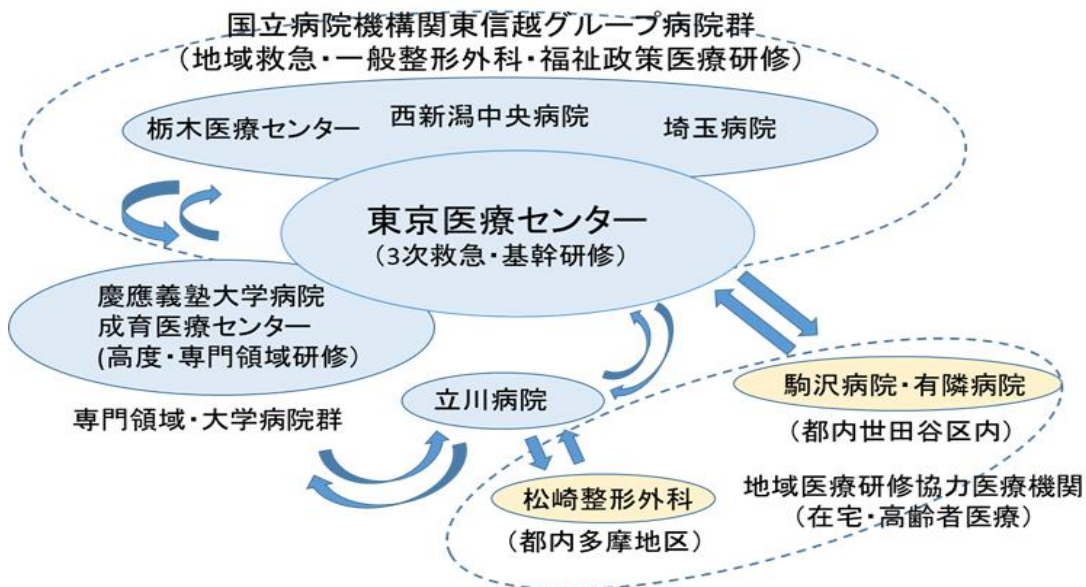 国立病院機構関東信越グループ病院群
（地域救急・一般整形外科・福祉政策医療研修）
栃木医療センター
西新潟中央病院
埼玉病院
東京医療センター
（3次救急・基幹研修）
慶應義塾大学病院
成育医療センター
(高度・専門領域研修）
専門領域・大学病院群
立川病院
駒沢病院・有隣病院
（都内世田谷区内）
松崎整形外科
（都内多摩地区）
地域医療研修協力医療機関
（在宅・高齢者医療）